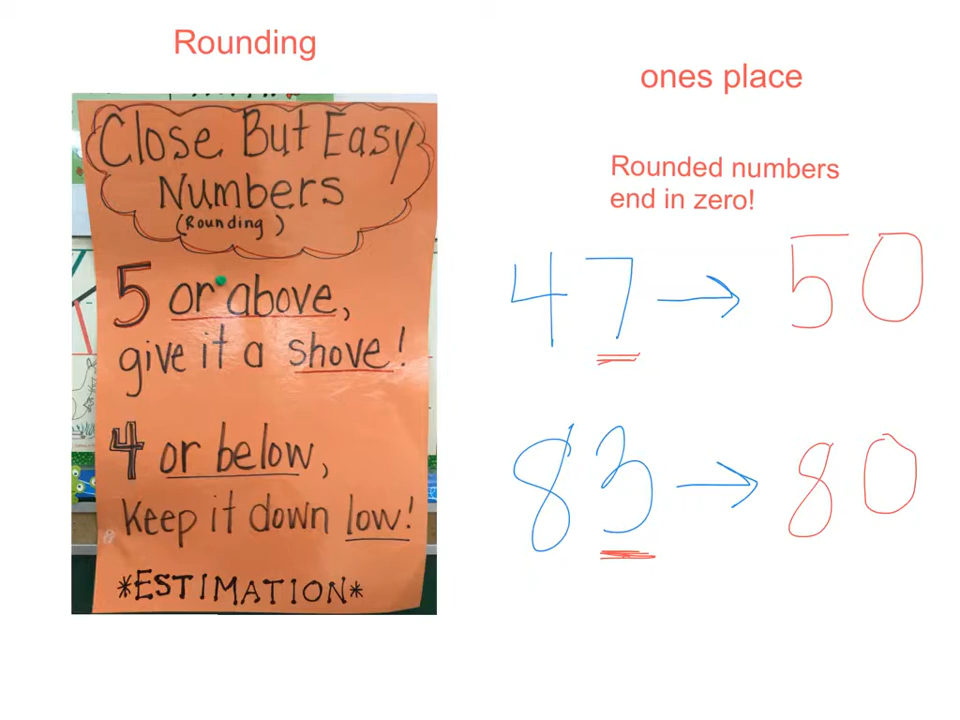 Rounding
Close But Easy
Numbers
(Rounding)
5 or above,
give it a shove!
4 or below,
Keep it down low!
*ESTIMATION*
ones place
Rounded numbers
end in zero!
47 → 50
83 → 80